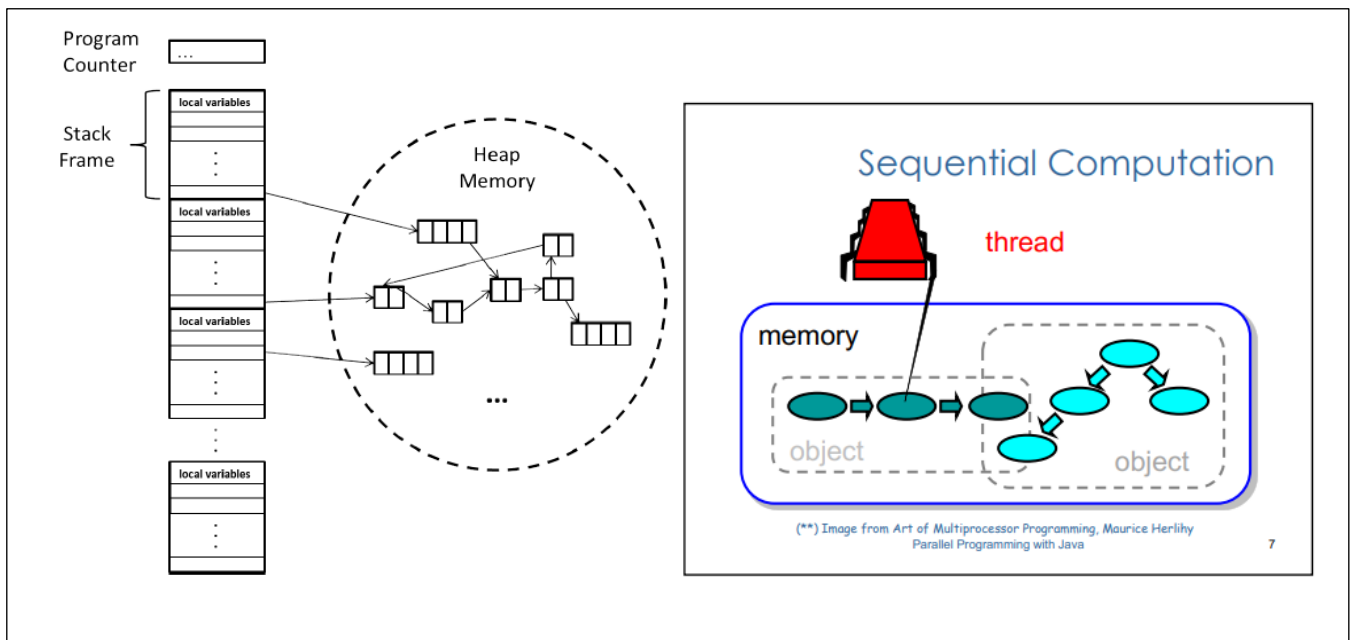 Program
Counter
...
local variables
Stack
Frame
local variables
local variables
local variables
Heap
Memory
...
Sequential Computation
thread
memory
object
object
(**) Image from Art of Multiprocessor Programming, Maurice Herlihy
Parallel Programming with Java
7